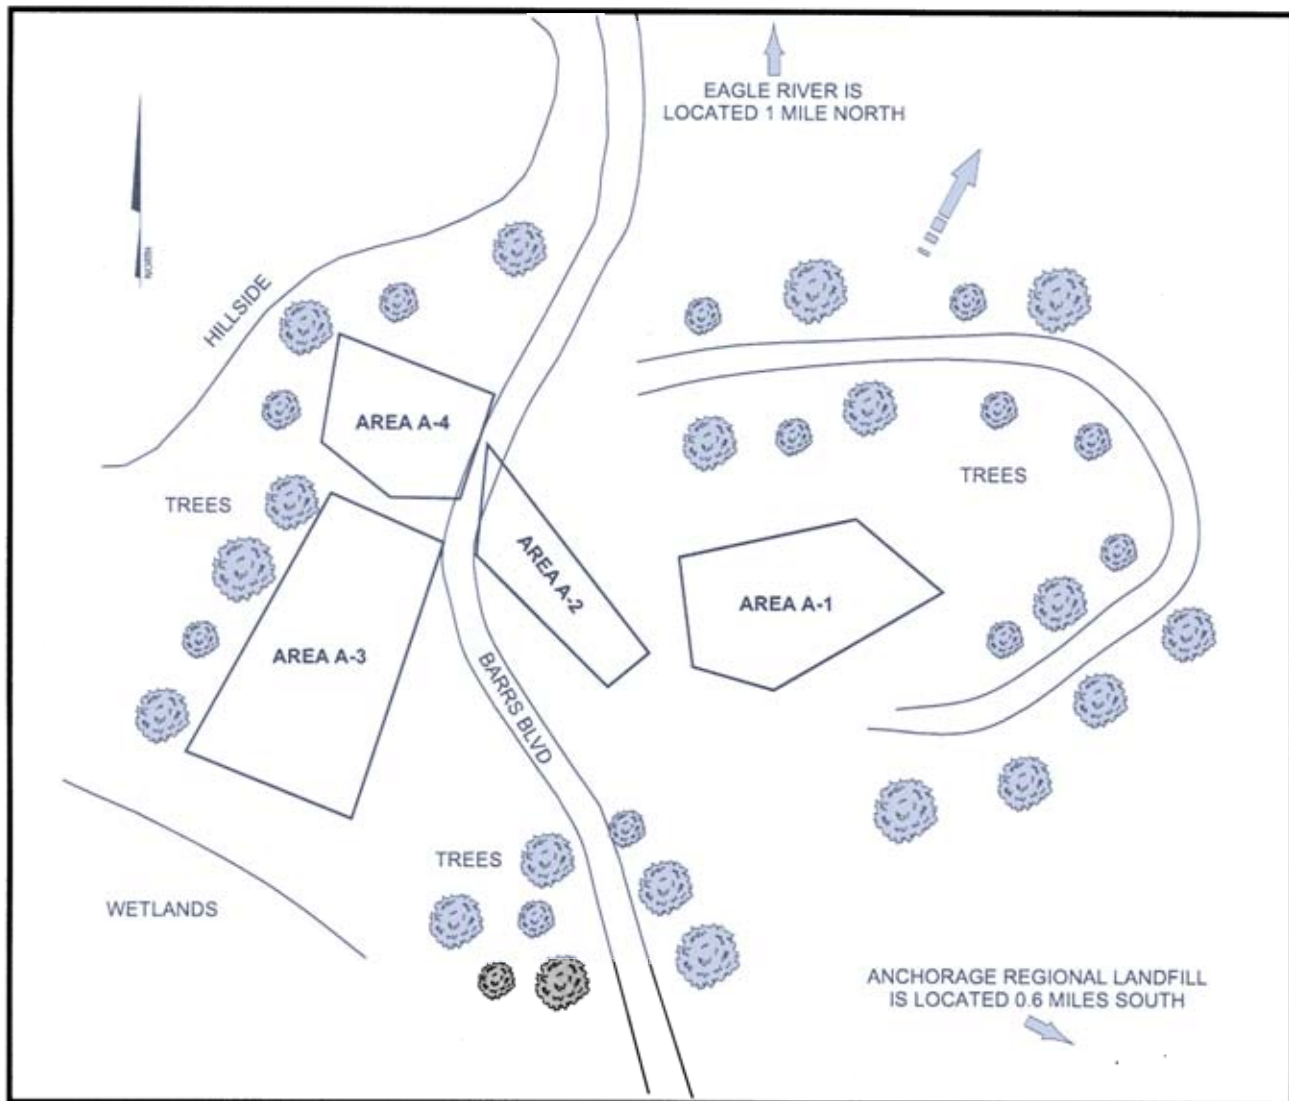 EAGLE RIVER IS
LOCATED 1 MILE NORTH
NORTH
HILLSIDE
AREA A-4
TREES
TREES
AREA A-2
AREA A-1
AREA A-3
BARRS BLVD
TREES
WETLANDS
ANCHORAGE REGIONAL LANDFILL
IS LOCATED 0.6 MILES SOUTH